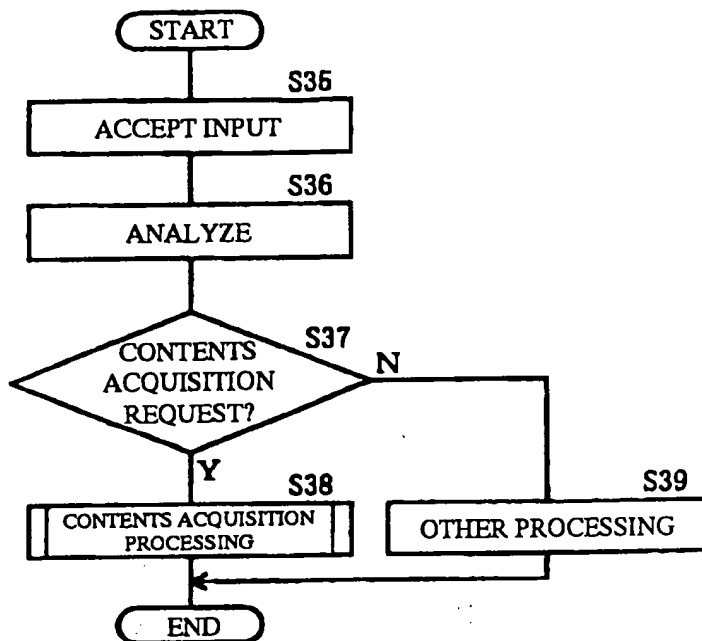 START
S35
ACCEPT INPUT
S36
ANALYZE
S37
CONTENTS
ACQUISITION
REQUEST?
N
Y
S38
CONTENTS ACQUISITION
PROCESSING
S39
OTHER PROCESSING
END